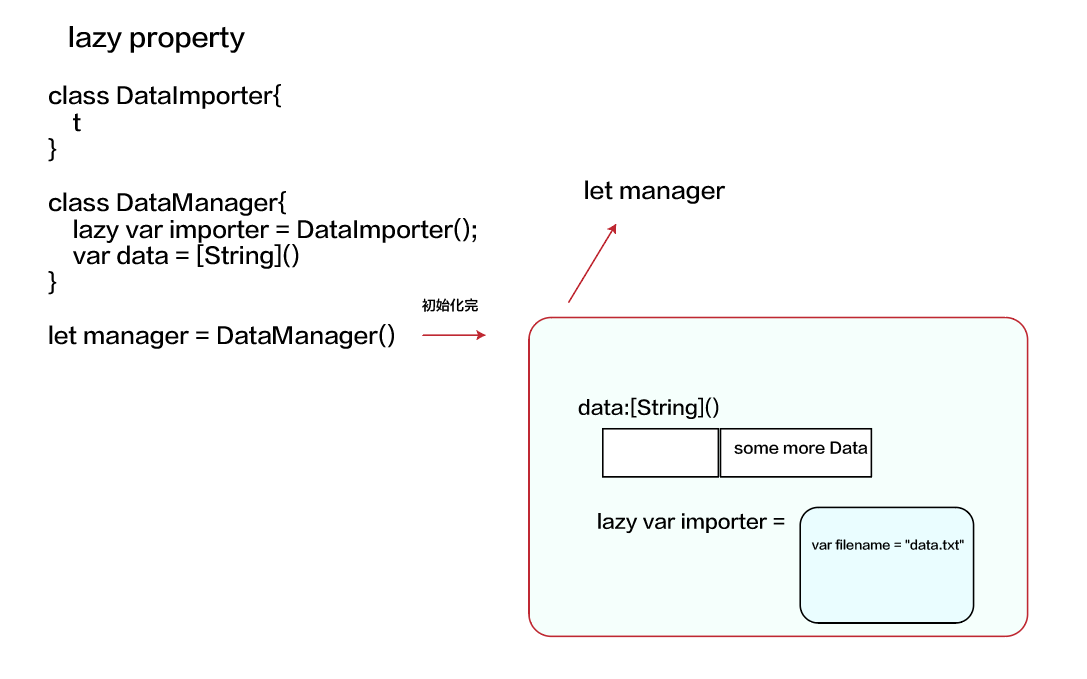 lazy property
class DataImporter{
t
}
class DataManager{
lazy var importer = DataImporter();
var data = [String]()
}
let manager = DataManager()
初始化完
let manager
data:[String]()
some more Data
lazy var importer =
var filename = "data.txt"